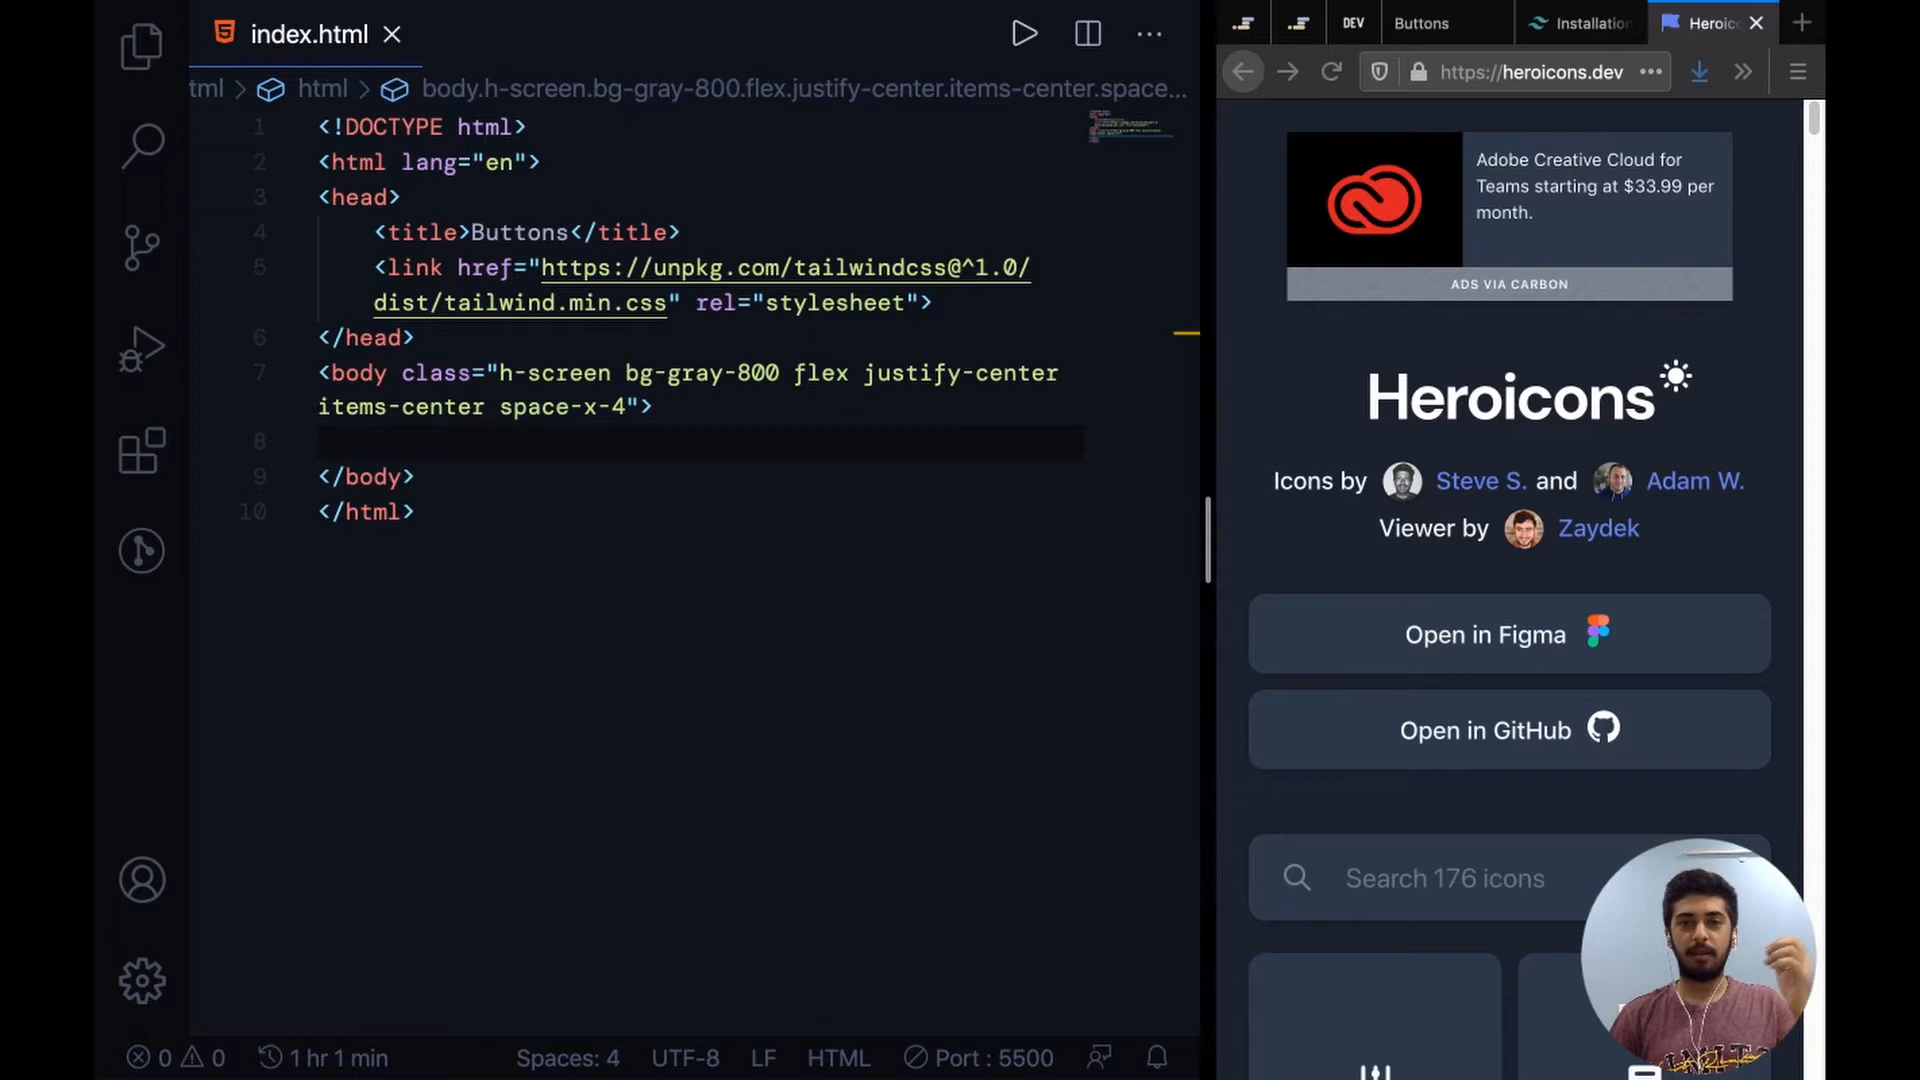 index.html
tml > html > body.h-screen.bg-gray-800.flex.justify-center.items-center.space...
1 <!DOCTYPE html>
2 <html lang="en">
3 <head>
4 <title>Buttons</title>
5 <link href="https://unpkg.com/tailwindcss@^1.0/
dist/tailwind.min.css" rel="stylesheet">
6 </head>
7 <body class="h-screen bg-gray-800 flex justify-center
items-center space-x-4">
8
9 </body>
10 </html>
0 0 1 hr 1 min Spaces: 4 UTF-8 LF HTML Port : 5500
DEV Buttons Installation Heroic
https://heroicons.dev
Adobe Creative Cloud for
Teams starting at $33.99 per
month.
ADS VIA CARBON
Heroicons
Icons by Steve S. and Adam W.
Viewer by Zaydek
Open in Figma
Open in GitHub
Search 176 icons